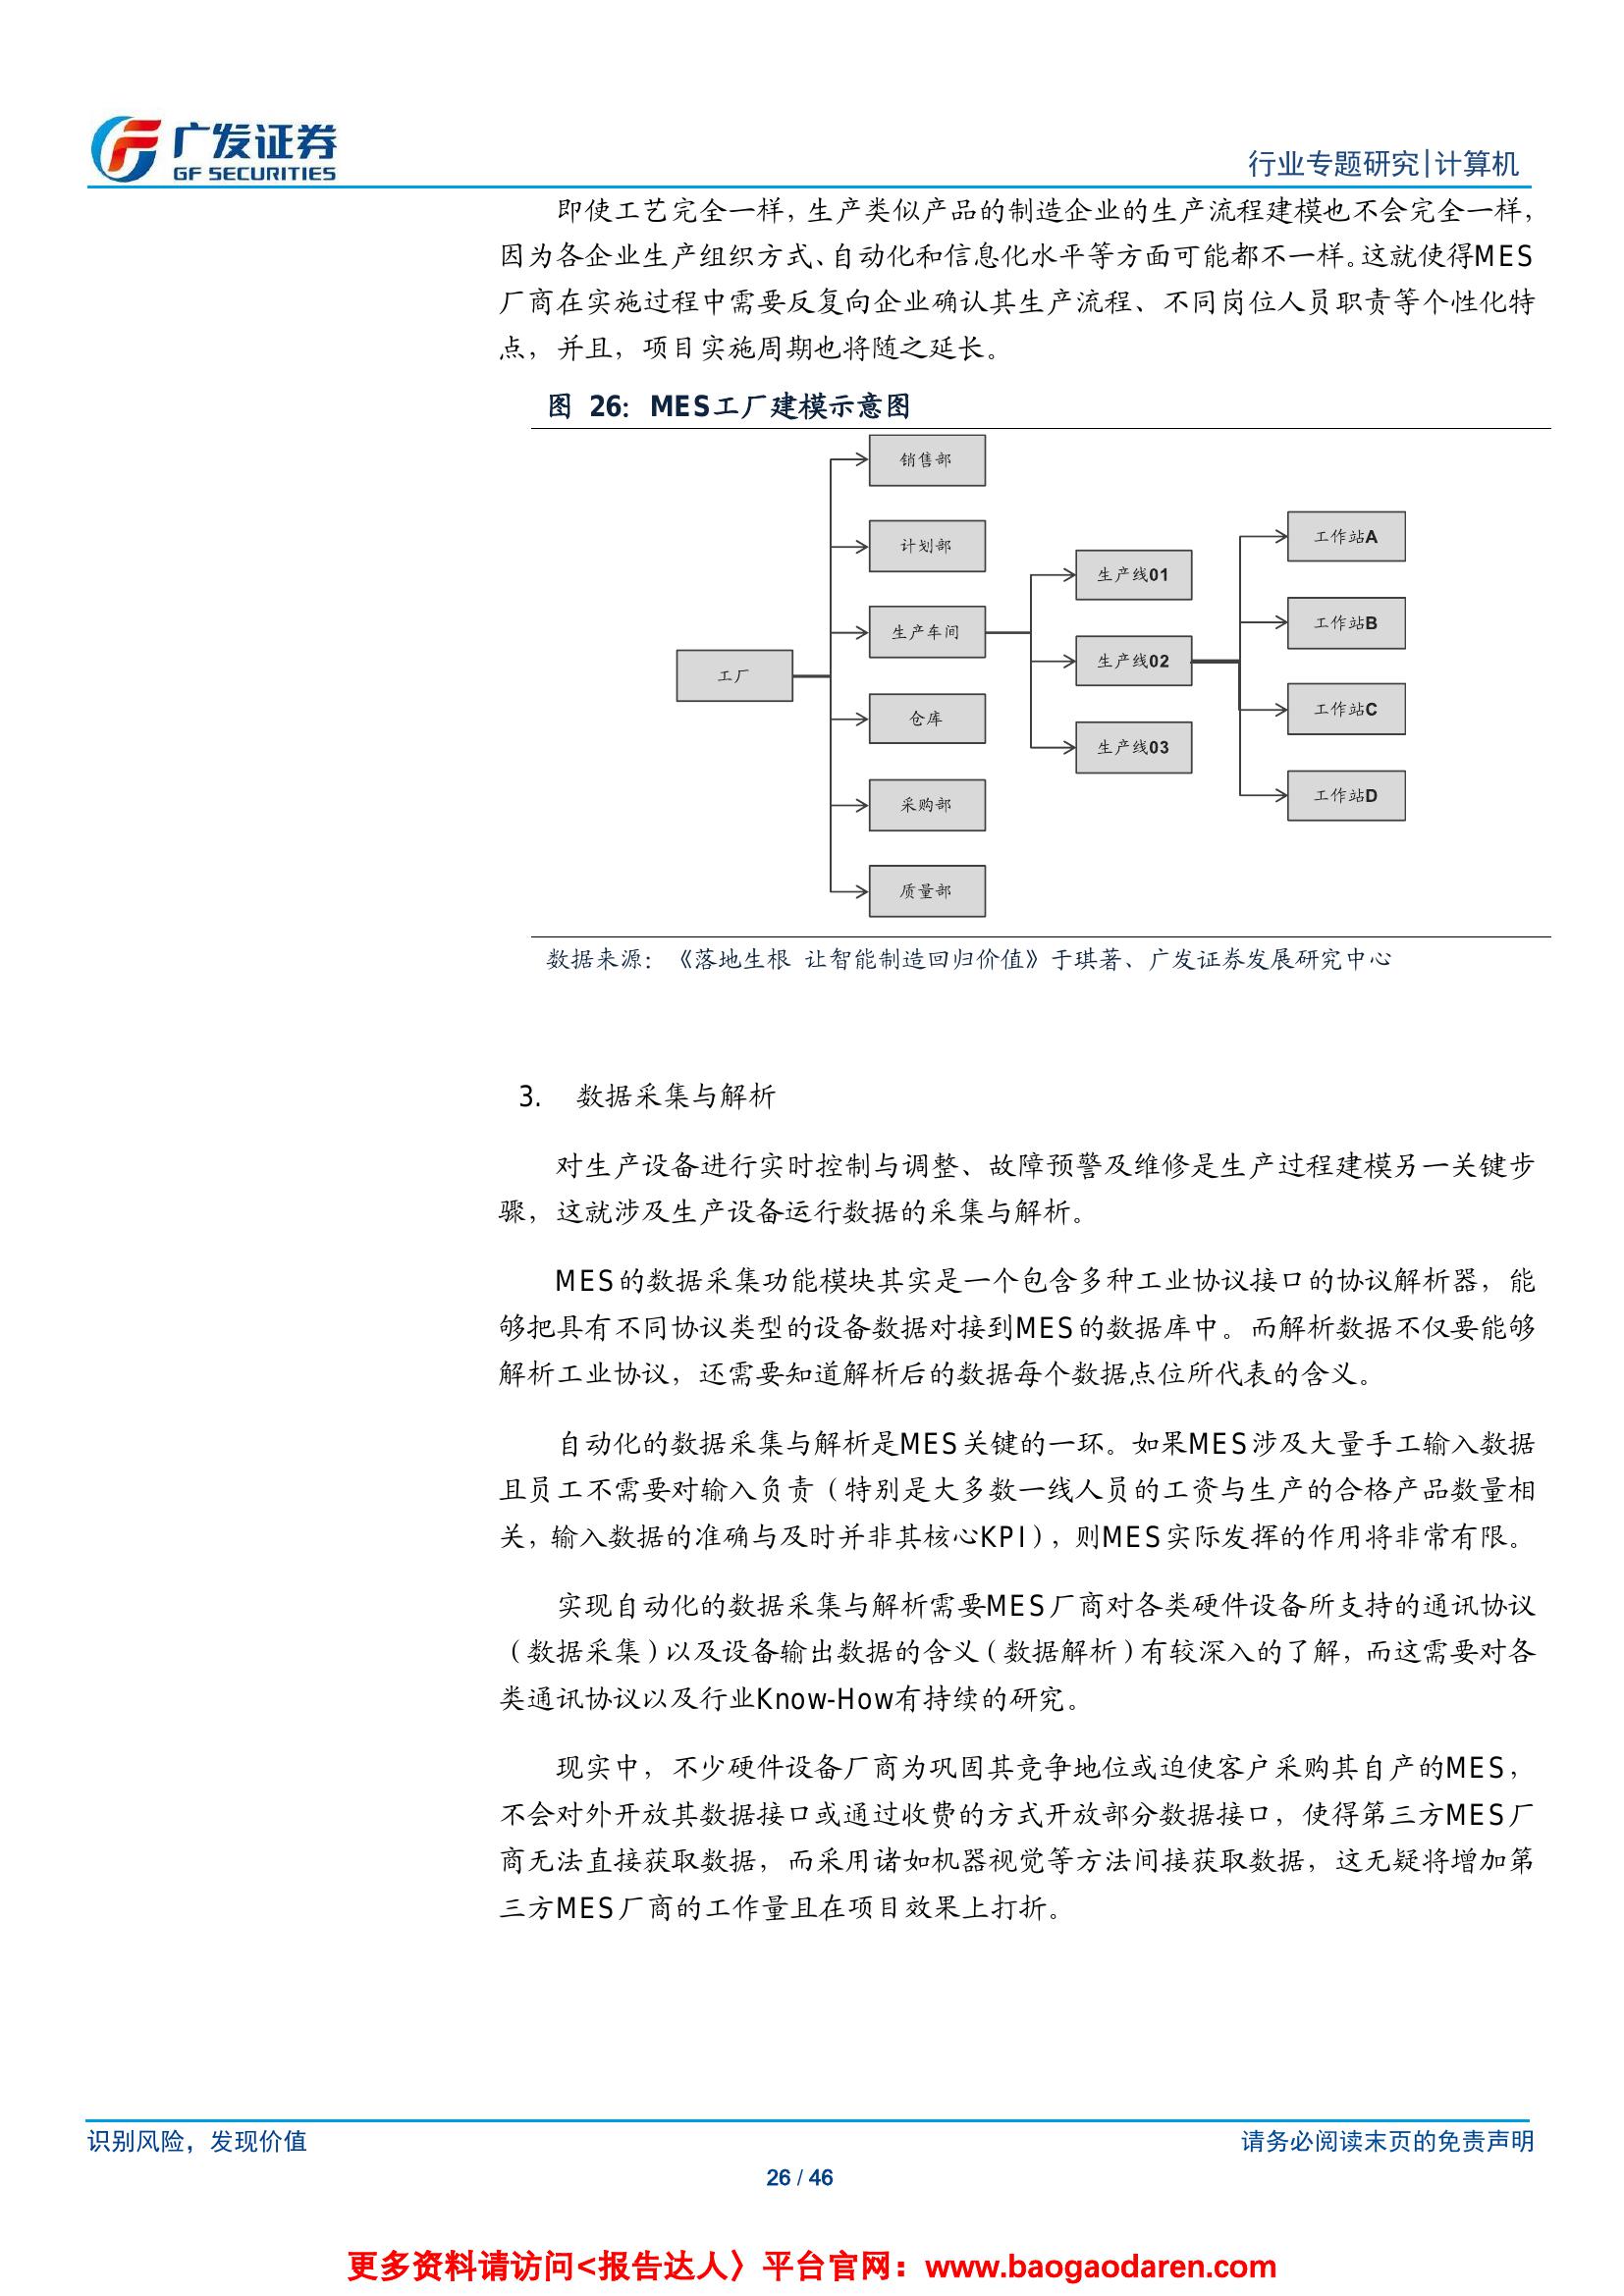 广发证券
GF SECURITIES
行业专题研究|计算机
即使工艺完全一样，生产类似产品的制造企业的生产流程建模也不会完全一样，
因为各企业生产组织方式、自动化和信息化水平等方面可能都不一样。这就使得MES
厂商在实施过程中需要反复向企业确认其生产流程、不同岗位人员职责等个性化特
点，并且，项目实施周期也将随之延长。
图 26：MES工厂建模示意图
工厂
销售部
计划部
生产车间
仓库
采购部
质量部
生产线01
生产线02
生产线03
工作站A
工作站B
工作站C
工作站D
数据来源：《落地生根 让智能制造回归价值》于琪著、广发证券发展研究中心
3. 数据采集与解析
对生产设备进行实时控制与调整、故障预警及维修是生产过程建模另一关键步
骤，这就涉及生产设备运行数据的采集与解析。
MES的数据采集功能模块其实是一个包含多种工业协议接口的协议解析器，能
够把具有不同协议类型的设备数据对接到MES的数据库中。而解析数据不仅要能够
解析工业协议，还需要知道解析后的数据每个数据点位所代表的含义。
自动化的数据采集与解析是MES关键的一环。如果MES涉及大量手工输入数据
且员工不需要对输入负责（特别是大多数一线人员的工资与生产的合格产品数量相
关，输入数据的准确与及时并非其核心KPI），则MES实际发挥的作用将非常有限。
实现自动化的数据采集与解析需要MES厂商对各类硬件设备所支持的通讯协议
（数据采集）以及设备输出数据的含义（数据解析）有较深入的了解，而这需要对各
类通讯协议以及行业Know-How有持续的研究。
现实中，不少硬件设备厂商为巩固其竞争地位或迫使客户采购其自产的MES，
不会对外开放其数据接口或通过收费的方式开放部分数据接口，使得第三方MES厂
商无法直接获取数据，而采用诸如机器视觉等方法间接获取数据，这无疑将增加第
三方MES厂商的工作量且在项目效果上打折。
识别风险，发现价值
请务必阅读末页的免责声明
26 / 46
更多资料请访问<报告达人〉平台官网：www.baogaodaren.com